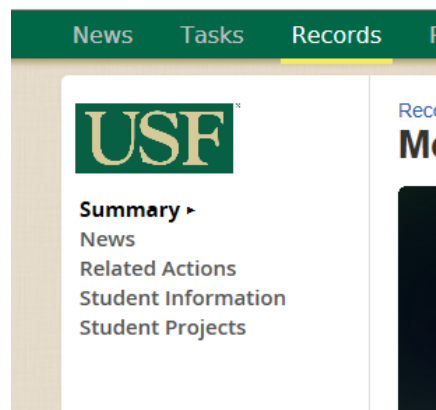 News Tasks Records
USF
Summary ▸
News
Related Actions
Student Information
Student Projects